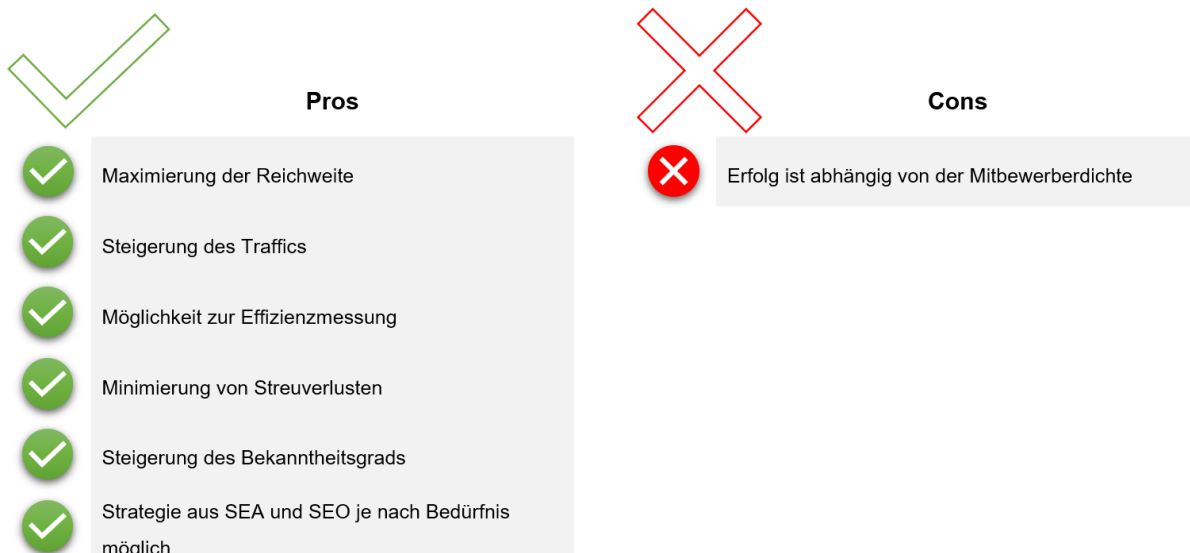 Pros
Maximierung der Reichweite
Steigerung des Traffics
Möglichkeit zur Effizienzmessung
Minimierung von Streuverlusten
Steigerung des Bekanntheitsgrads
Strategie aus SEA und SEO je nach Bedürfnis
möglich
Cons
Erfolg ist abhängig von der Mitbewerberdichte